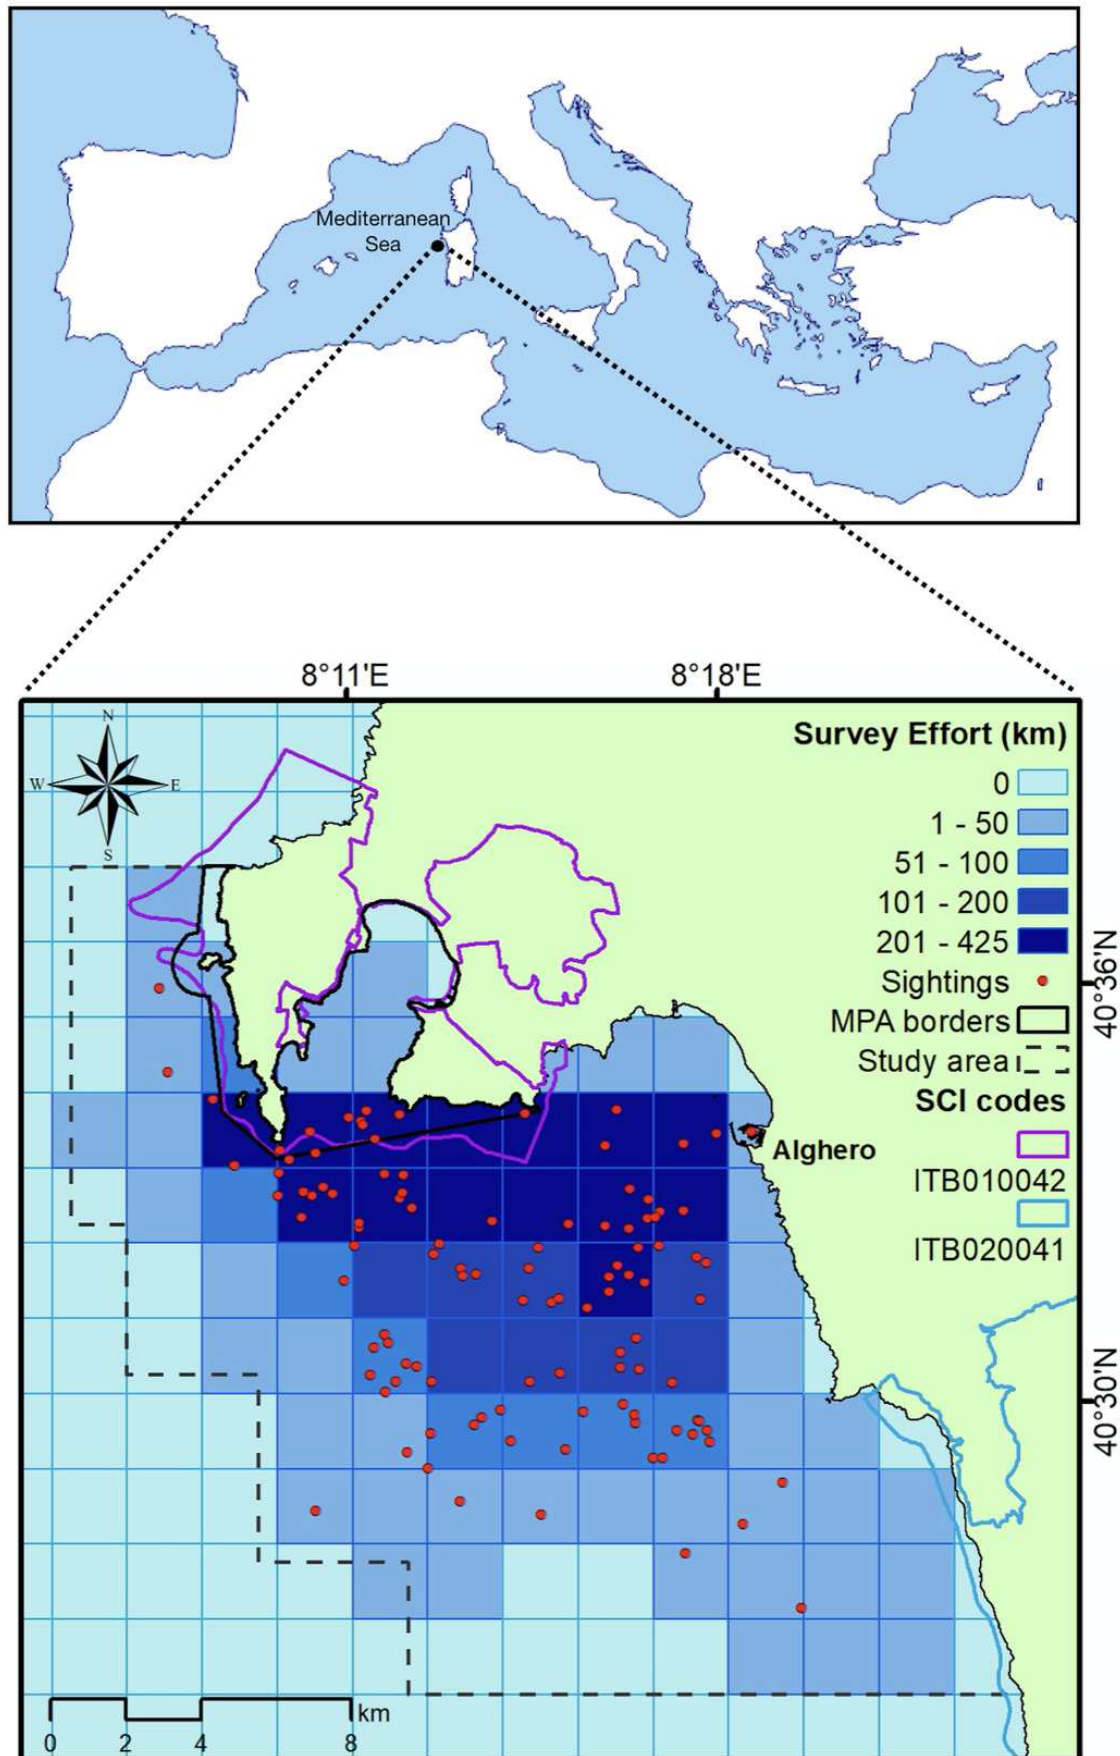 Mediterranean
Sea
8°11'E
8°18'E
N
W
E
S
Survey Effort (km)
0
1 - 50
51 - 100
101 - 200
201 - 425
Sightings
MPA borders
Study area
SCI codes
ITB010042
ITB020041
Alghero
40°36'N
40°30'N
km
0 2 4 8